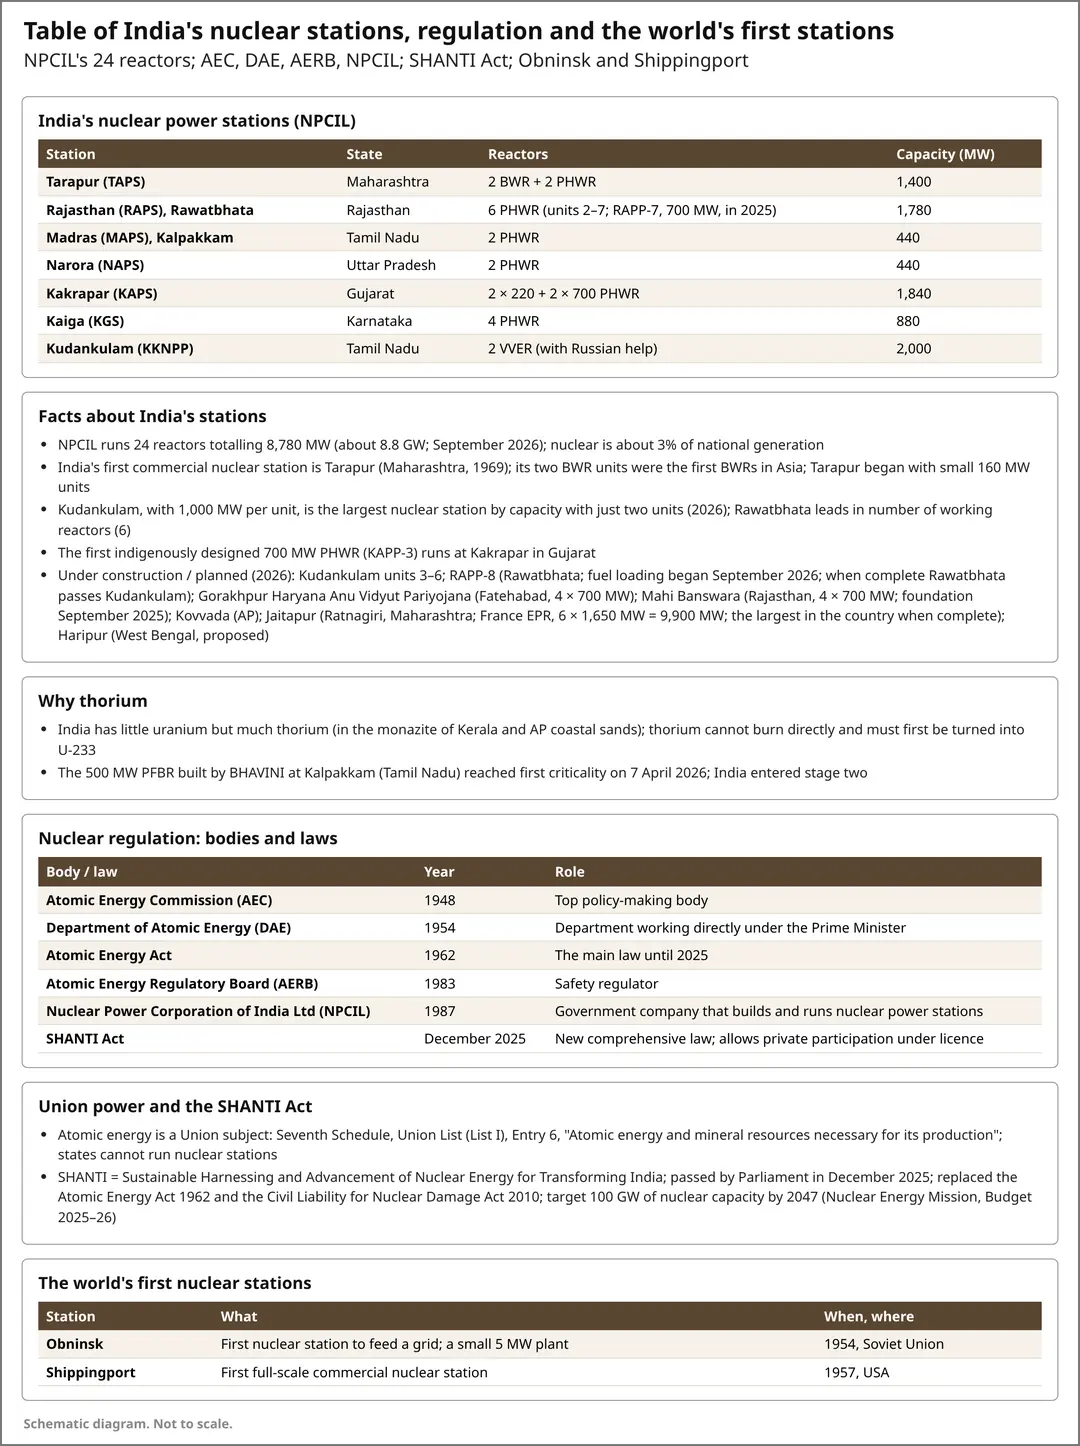 Table of India's nuclear stations, regulation and the world's first stations
NPCIL's 24 reactors; AEC, DAE, AERB, NPCIL; SHANTI Act; Obninsk and Shippingport
India's nuclear power stations (NPCIL)
Station State Reactors Capacity (MW)
Tarapur (TAPS) Maharashtra 2 BWR + 2 PHWR 1,400
Rajasthan (RAPS), Rawatbhata Rajasthan 6 PHWR (units 2–7; RAPP-7, 700 MW, in 2025) 1,780
Madras (MAPS), Kalpakkam Tamil Nadu 2 PHWR 440
Narora (NAPS) Uttar Pradesh 2 PHWR 440
Kakrapar (KAPS) Gujarat 2 × 220 + 2 × 700 PHWR 1,840
Kaiga (KGS) Karnataka 4 PHWR 880
Kudankulam (KKNPP) Tamil Nadu 2 VVER (with Russian help) 2,000
Facts about India's stations
• NPCIL runs 24 reactors totalling 8,780 MW (about 8.8 GW; September 2026); nuclear is about 3% of national generation
• India's first commercial nuclear station is Tarapur (Maharashtra, 1969); its two BWR units were the first BWRs in Asia; Tarapur began with small 160 MW
units
• Kudankulam, with 1,000 MW per unit, is the largest nuclear station by capacity with just two units (2026); Rawatbhata leads in number of working
reactors (6)
• The first indigenously designed 700 MW PHWR (KAPP-3) runs at Kakrapar in Gujarat
• Under construction / planned (2026): Kudankulam units 3–6; RAPP-8 (Rawatbhata; fuel loading began September 2026; when complete Rawatbhata
passes Kudankulam); Gorakhpur Haryana Anu Vidyut Pariyojana (Fatehabad, 4 × 700 MW); Mahi Banswara (Rajasthan, 4 × 700 MW; foundation
September 2025); Kovvada (AP); Jaitapur (Ratnagiri, Maharashtra; France EPR, 6 × 1,650 MW = 9,900 MW; the largest in the country when complete);
Haripur (West Bengal, proposed)
Why thorium
• India has little uranium but much thorium (in the monazite of Kerala and AP coastal sands); thorium cannot burn directly and must first be turned into
U-233
• The 500 MW PFBR built by BHAVINI at Kalpakkam (Tamil Nadu) reached first criticality on 7 April 2026; India entered stage two
Nuclear regulation: bodies and laws
Body / law Year Role
Atomic Energy Commission (AEC) 1948 Top policy-making body
Department of Atomic Energy (DAE) 1954 Department working directly under the Prime Minister
Atomic Energy Act 1962 The main law until 2025
Atomic Energy Regulatory Board (AERB) 1983 Safety regulator
Nuclear Power Corporation of India Ltd (NPCIL) 1987 Government company that builds and runs nuclear power stations
SHANTI Act December 2025 New comprehensive law; allows private participation under licence
Union power and the SHANTI Act
• Atomic energy is a Union subject: Seventh Schedule, Union List (List I), Entry 6, "Atomic energy and mineral resources necessary for its production";
states cannot run nuclear stations
• SHANTI = Sustainable Harnessing and Advancement of Nuclear Energy for Transforming India; passed by Parliament in December 2025; replaced the
Atomic Energy Act 1962 and the Civil Liability for Nuclear Damage Act 2010; target 100 GW of nuclear capacity by 2047 (Nuclear Energy Mission, Budget
2025–26)
The world's first nuclear stations
Station What When, where
Obninsk First nuclear station to feed a grid; a small 5 MW plant 1954, Soviet Union
Shippingport First full-scale commercial nuclear station 1957, USA
Schematic diagram. Not to scale.